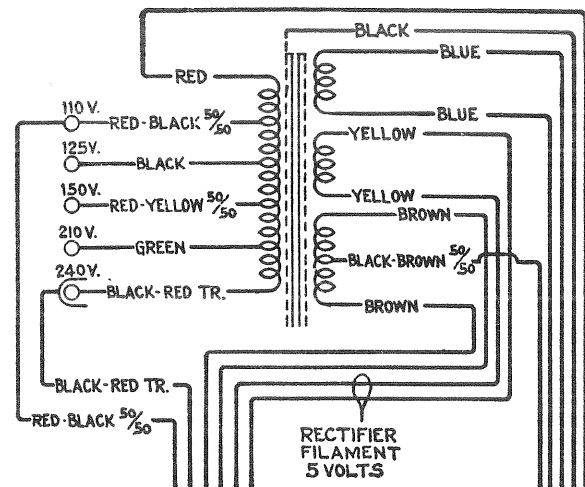 BLACK
BLUE
RED
110 V.
RED-BLACK 50/50
BLUE
YELLOW
125V.
BLACK
150V.
RED-YELLOW 50/50
YELLOW
BROWN
210 V.
GREEN
BLACK-BROWN 50/50
240 V.
BLACK-RED TR.
BROWN
BLACK-RED TR.
RED-BLACK 50/50
RECTIFIER
FILAMENT
5 VOLTS